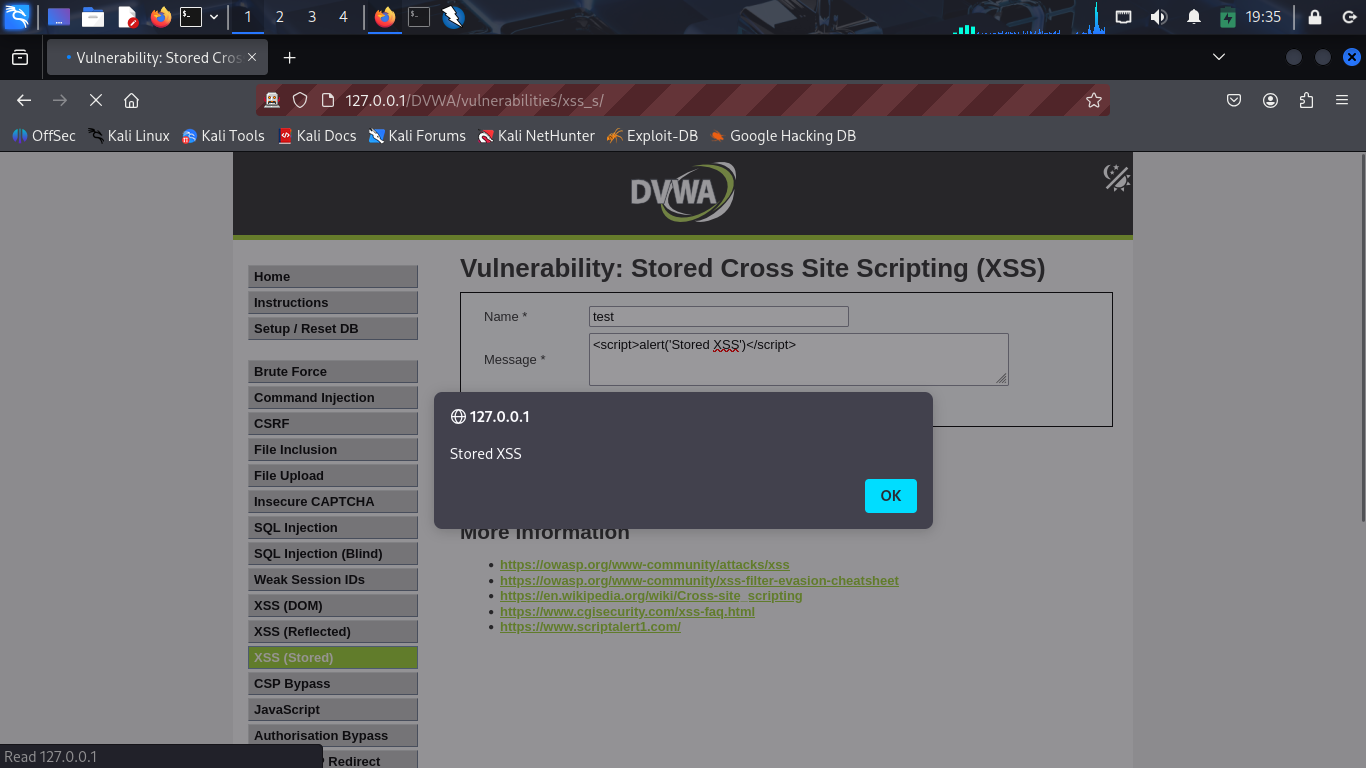 1 2 3 4 19:35
Vulnerability: Stored Cros
127.0.0.1/DVWA/vulnerabilities/xss_s/
OffSec Kali Linux Kali Tools Kali Docs Kali Forums Kali NetHunter Exploit-DB Google Hacking DB
DVWA
Home
Instructions
Setup / Reset DB
Brute Force
Command Injection
CSRF
File Inclusion
File Upload
Insecure CAPTCHA
SQL Injection
SQL Injection (Blind)
Weak Session IDs
XSS (DOM)
XSS (Reflected)
XSS (Stored)
CSP Bypass
JavaScript
Authorisation Bypass
Redirect
Vulnerability: Stored Cross Site Scripting (XSS)
Name * test
Message * <script>alert('Stored XSS')</script>
127.0.0.1
Stored XSS
OK
More Information
https://owasp.org/www-community/attacks/xss
https://owasp.org/www-community/xss-filter-evasion-cheatsheet
https://en.wikipedia.org/wiki/Cross-site_scripting
https://www.cgisecurity.com/xss-faq.html
https://www.scriptalert1.com/
Read 127.0.0.1